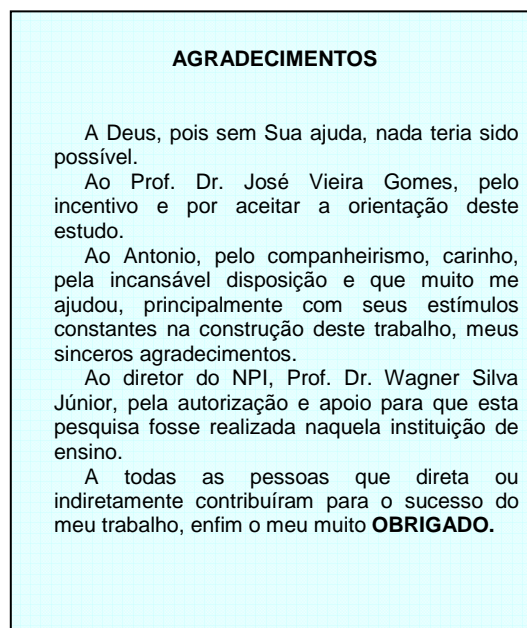 AGRADECIMENTOS
A Deus, pois sem Sua ajuda, nada teria sido
possível.
Ao Prof. Dr. José Vieira Gomes, pelo
incentivo e por aceitar a orientação deste
estudo.
Ao Antonio, pelo companheirismo, carinho,
pela incansável disposição e que muito me
ajudou, principalmente com seus estímulos
constantes na construção deste trabalho, meus
sinceros agradecimentos.
Ao diretor do NPI, Prof. Dr. Wagner Silva
Júnior, pela autorização e apoio para que esta
pesquisa fosse realizada naquela instituição de
ensino.
A todas as pessoas que direta ou
indiretamente contribuíram para o sucesso do
meu trabalho, enfim o meu muito OBRIGADO.